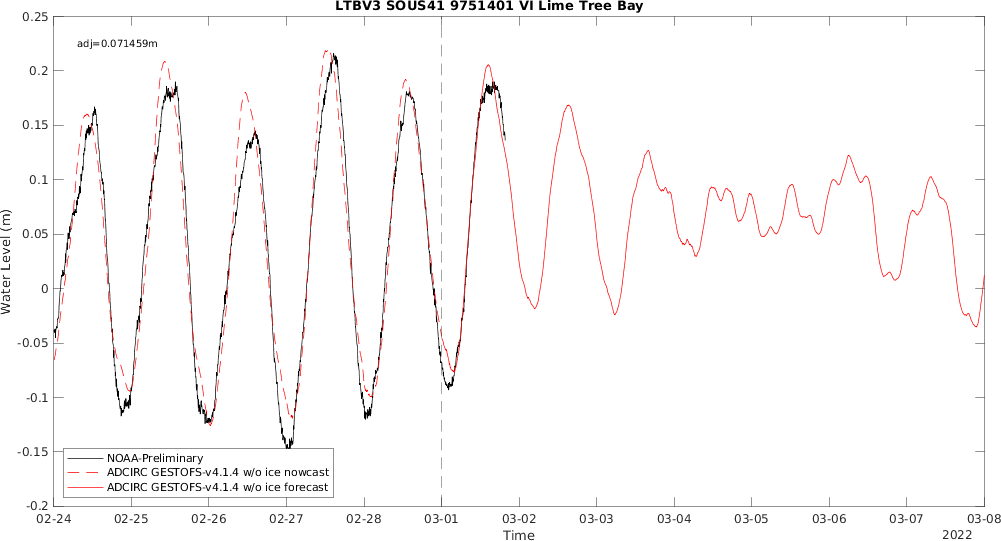 LTBV3 SOUS41 9751401 VI Lime Tree Bay
adj=0.071459m
Water Level (m)
0.25
0.2
0.15
0.1
0.05
0
-0.05
-0.1
-0.15
-0.2
NOAA-Preliminary
ADCIRC GESTOFS-v4.1.4 w/o ice nowcast
ADCIRC GESTOFS-v4.1.4 w/o ice forecast
02-24 02-25 02-26 02-27 02-28 03-01 03-02 03-03 03-04 03-05 03-06 03-07 03-08
Time
2022